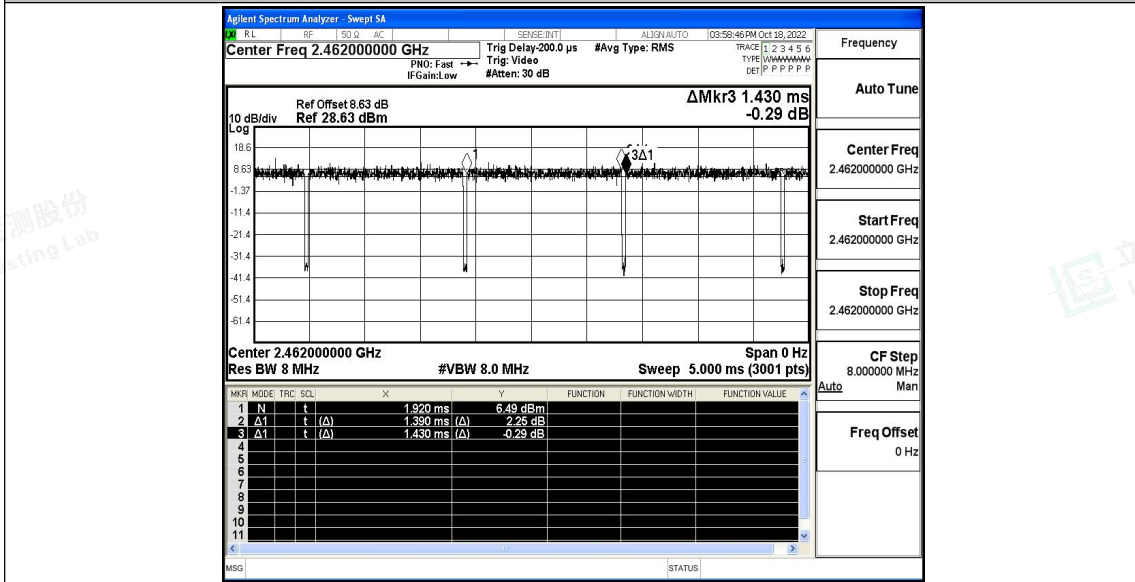 Agilent Spectrum Analyzer - Swept SA
RL RF 50 Ω AC SENSE:INT ALIGN AUTO 03:58:46 PM Oct 18, 2022
Center Freq 2.462000000 GHz
PNO: Fast
IFGain:Low
Trig Delay-200.0 µs
Trig: Video
#Atten: 30 dB
#Avg Type: RMS
TRACE 1 2 3 4 5 6
TYPE
DET P P P P P P
Frequency
Auto Tune
Center Freq
2.462000000 GHz
Start Freq
2.462000000 GHz
Stop Freq
2.462000000 GHz
CF Step
8.000000 MHz
Auto Man
Freq Offset
0 Hz
ΔMkr3 1.430 ms
-0.29 dB
Ref Offset 8.63 dB
10 dB/div Ref 28.63 dBm
Log
18.6
8.63
-1.37
-11.4
-21.4
-31.4
-41.4
-51.4
-61.4
1
3Δ1
Center 2.462000000 GHz Span 0 Hz
Res BW 8 MHz #VBW 8.0 MHz Sweep 5.000 ms (3001 pts)
MKR MODE TRC SCL X Y FUNCTION FUNCTION WIDTH FUNCTION VALUE
1 N t 1.920 ms 6.49 dBm
2 Δ1 t (Δ) 1.390 ms (Δ) 2.25 dB
3 Δ1 t (Δ) 1.430 ms (Δ) -0.29 dB
4
5
6
7
8
9
10
11
MSG STATUS
测股份
sting Lab
立